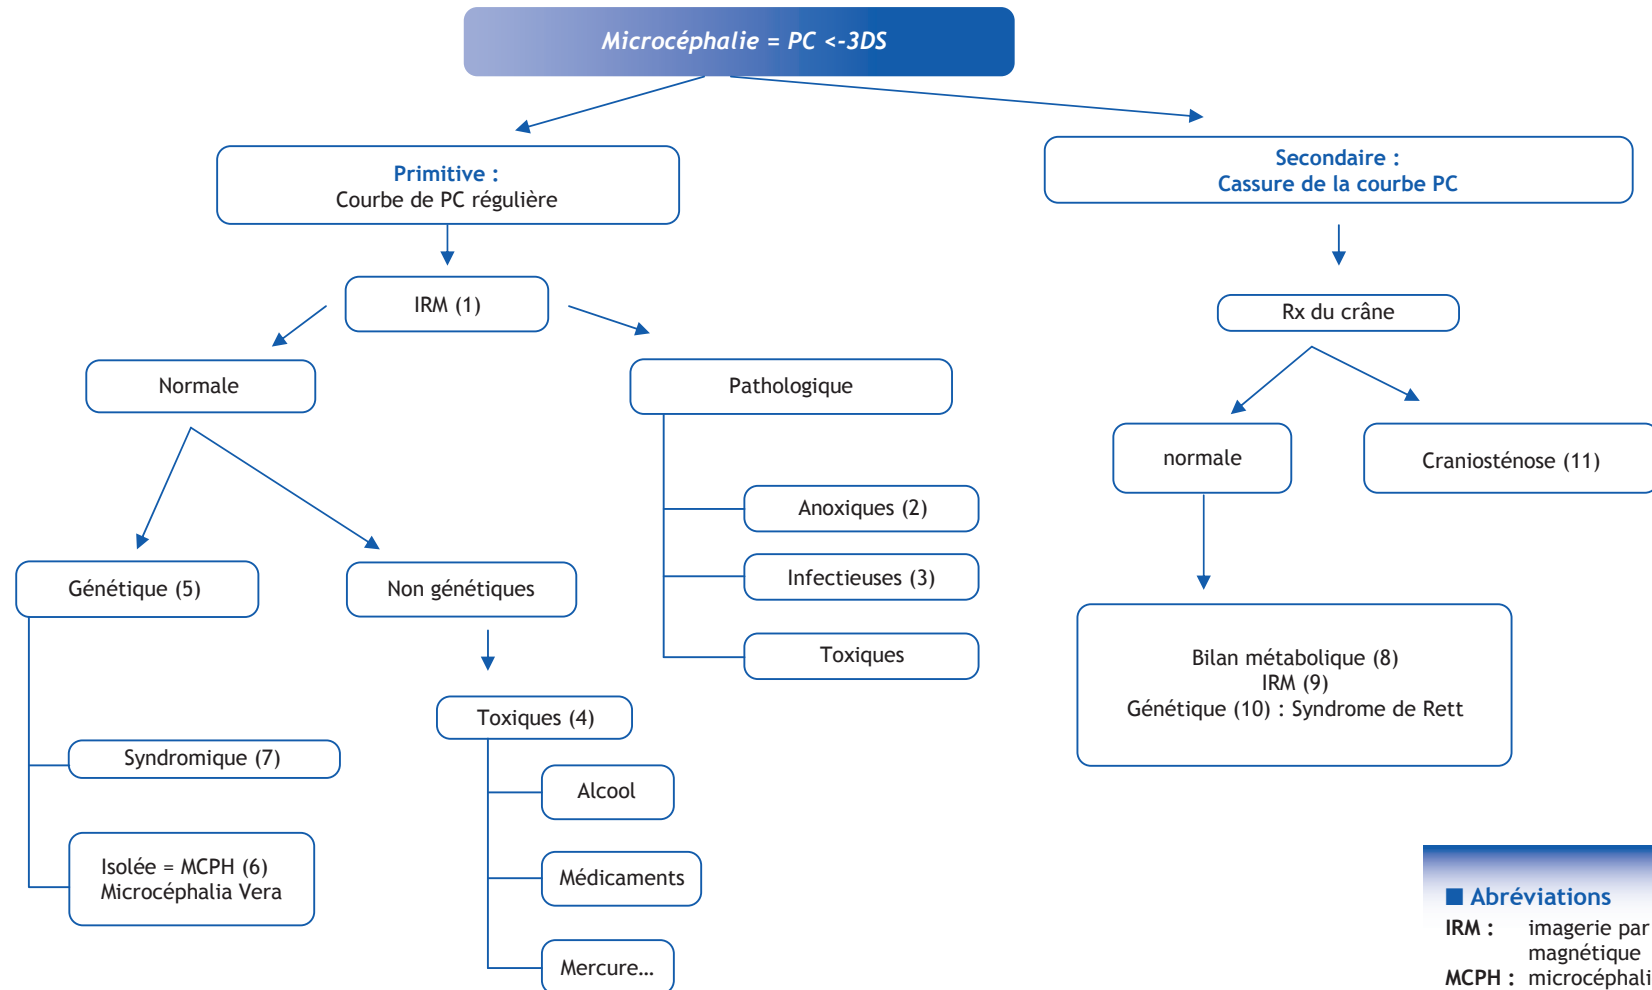 Microcéphalie = PC <-3DS
Primitive :
Courbe de PC régulière
Secondaire :
Cassure de la courbe PC
IRM (1)
Rx du crâne
Normale
Pathologique
normale
Craniosténose (11)
Anoxiques (2)
Infectieuses (3)
Toxiques
Génétique (5)
Non génétiques
Bilan métabolique (8)
IRM (9)
Génétique (10) : Syndrome de Rett
Toxiques (4)
Syndromique (7)
Alcool
Isolée = MCPH (6)
Microcéphalia Vera
Médicaments
Mercure…
■ Abréviations
IRM : imagerie par
magnétique
MCPH : microcéphali